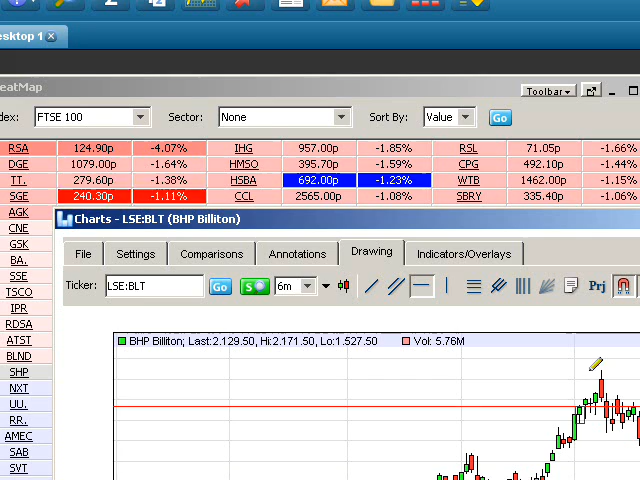 esktop 1
eatMap
Toolbar
dex: FTSE 100 Sector: None Sort By: Value Go
RSA 124.90p -4.07% IHG 957.00p -1.85% RSL 71.05p -1.66%
DGE 1079.00p -1.64% HMSO 395.70p -1.59% CPG 492.10p -1.44%
TT. 279.60p -1.38% HSBA 692.00p -1.23% WTB 1462.00p -1.15%
SGE 240.30p -1.11% CCL 2565.00p -1.08% SBRY 335.40p -1.06%
AGK
CNE
GSK
BA.
SSE
TSCO
IPR
RDSA
ATST
BLND
SHP
NXT
UU.
RR.
AMEC
SAB
SVT
Charts - LSE:BLT (BHP Billiton)
File Settings Comparisons Annotations Drawing Indicators/Overlays
Ticker: LSE:BLT Go S 6m Prj
BHP Billiton; Last:2.129.50, Hi:2.171.50, Lo:1.527.50 Vol: 5.76M